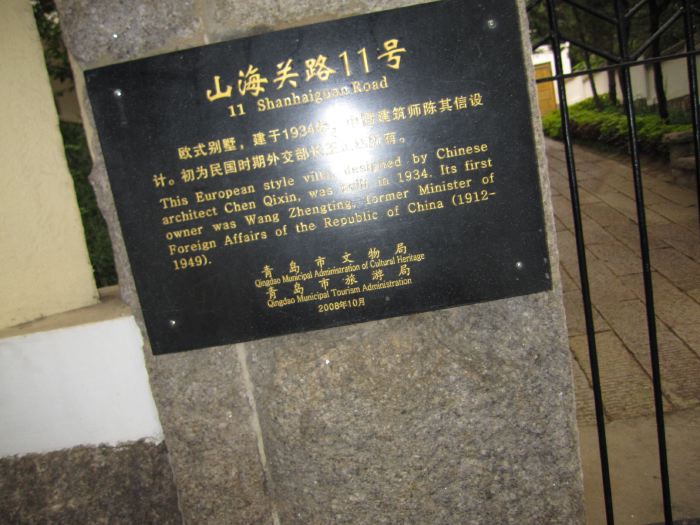 山海关路11号
11 Shanhaiguan Road
欧式别墅，建于1934年，中国建筑师陈其信设
计。初为民国时期外交部长王正廷所有。
This European style villa, designed by Chinese
architect Chen Qixin, was built in 1934. Its first
owner was Wang Zhengting, former Minister of
Foreign Affairs of the Republic of China (1912-
1949).
青岛市文物局
Qingdao Municipal Administration of Cultural Heritage
青岛市旅游局
Qingdao Municipal Tourism Administration
2008年10月